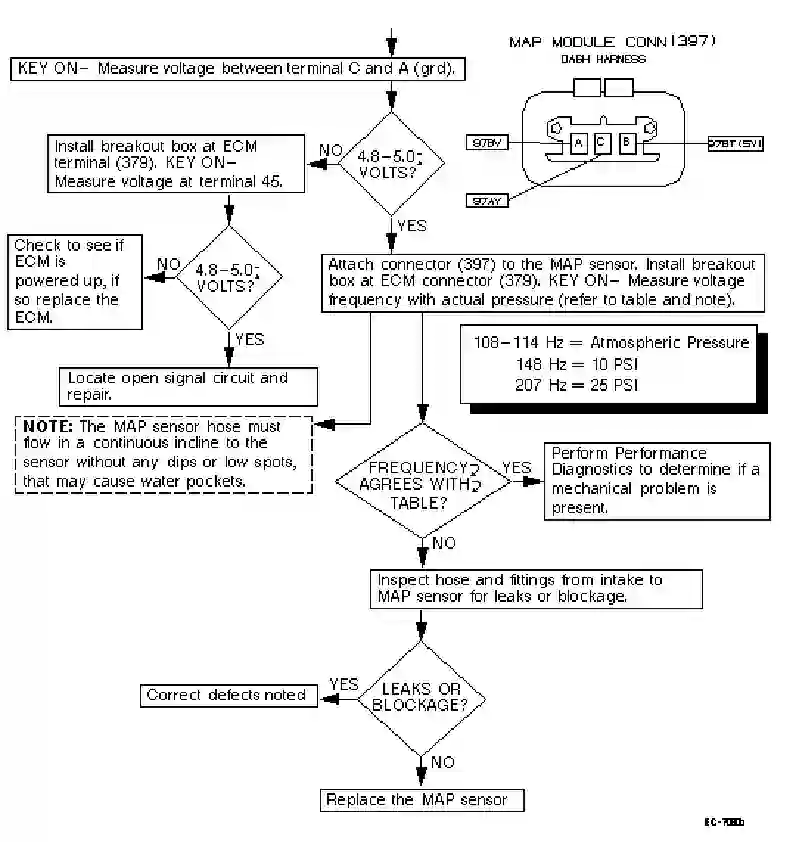 MAP MODULE CONN(397)
DASH HARNESS
KEY ON- Measure voltage between terminal C and A (grd).
97BV
A
C
B
97BT(5V)
97AY
4.8-5.0
VOLTS?
NO
YES
Install breakout box at ECM
terminal (379). KEY ON-
Measure voltage at terminal 45.
4.8-5.0
VOLTS?
NO
YES
Check to see if
ECM is
powered up, if
so replace the
ECM.
Locate open signal circuit and
repair.
Attach connector (397) to the MAP sensor. Install breakout
box at ECM connector (379). KEY ON- Measure voltage
frequency with actual pressure (refer to table and note).
108-114 Hz = Atmospheric Pressure
148 Hz = 10 PSI
207 Hz = 25 PSI
NOTE: The MAP sensor hose must
flow in a continuous incline to the
sensor without any dips or low spots,
that may cause water pockets.
FREQUENCY
AGREES WITH
TABLE?
YES
NO
Perform Performance
Diagnostics to determine if a
mechanical problem is
present.
Inspect hose and fittings from intake to
MAP sensor for leaks or blockage.
LEAKS OR
BLOCKAGE?
YES
NO
Correct defects noted
Replace the MAP sensor